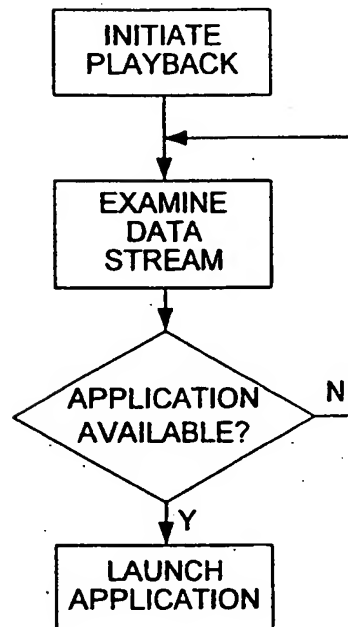 INITIATE
PLAYBACK
EXAMINE
DATA
STREAM
APPLICATION
AVAILABLE?
N
Y
LAUNCH
APPLICATION